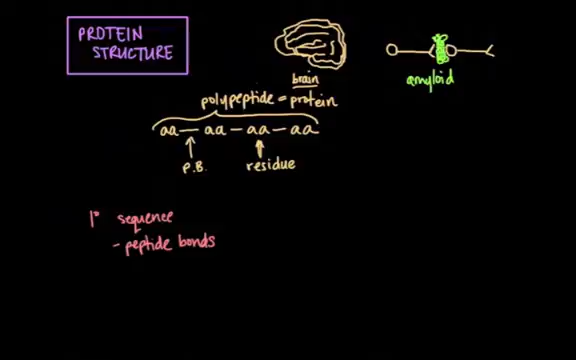 PROTEIN
STRUCTURE
brain
amyloid
polypeptide = protein
aa — aa — aa — aa
P.B.
residue
1° sequence
- peptide bonds